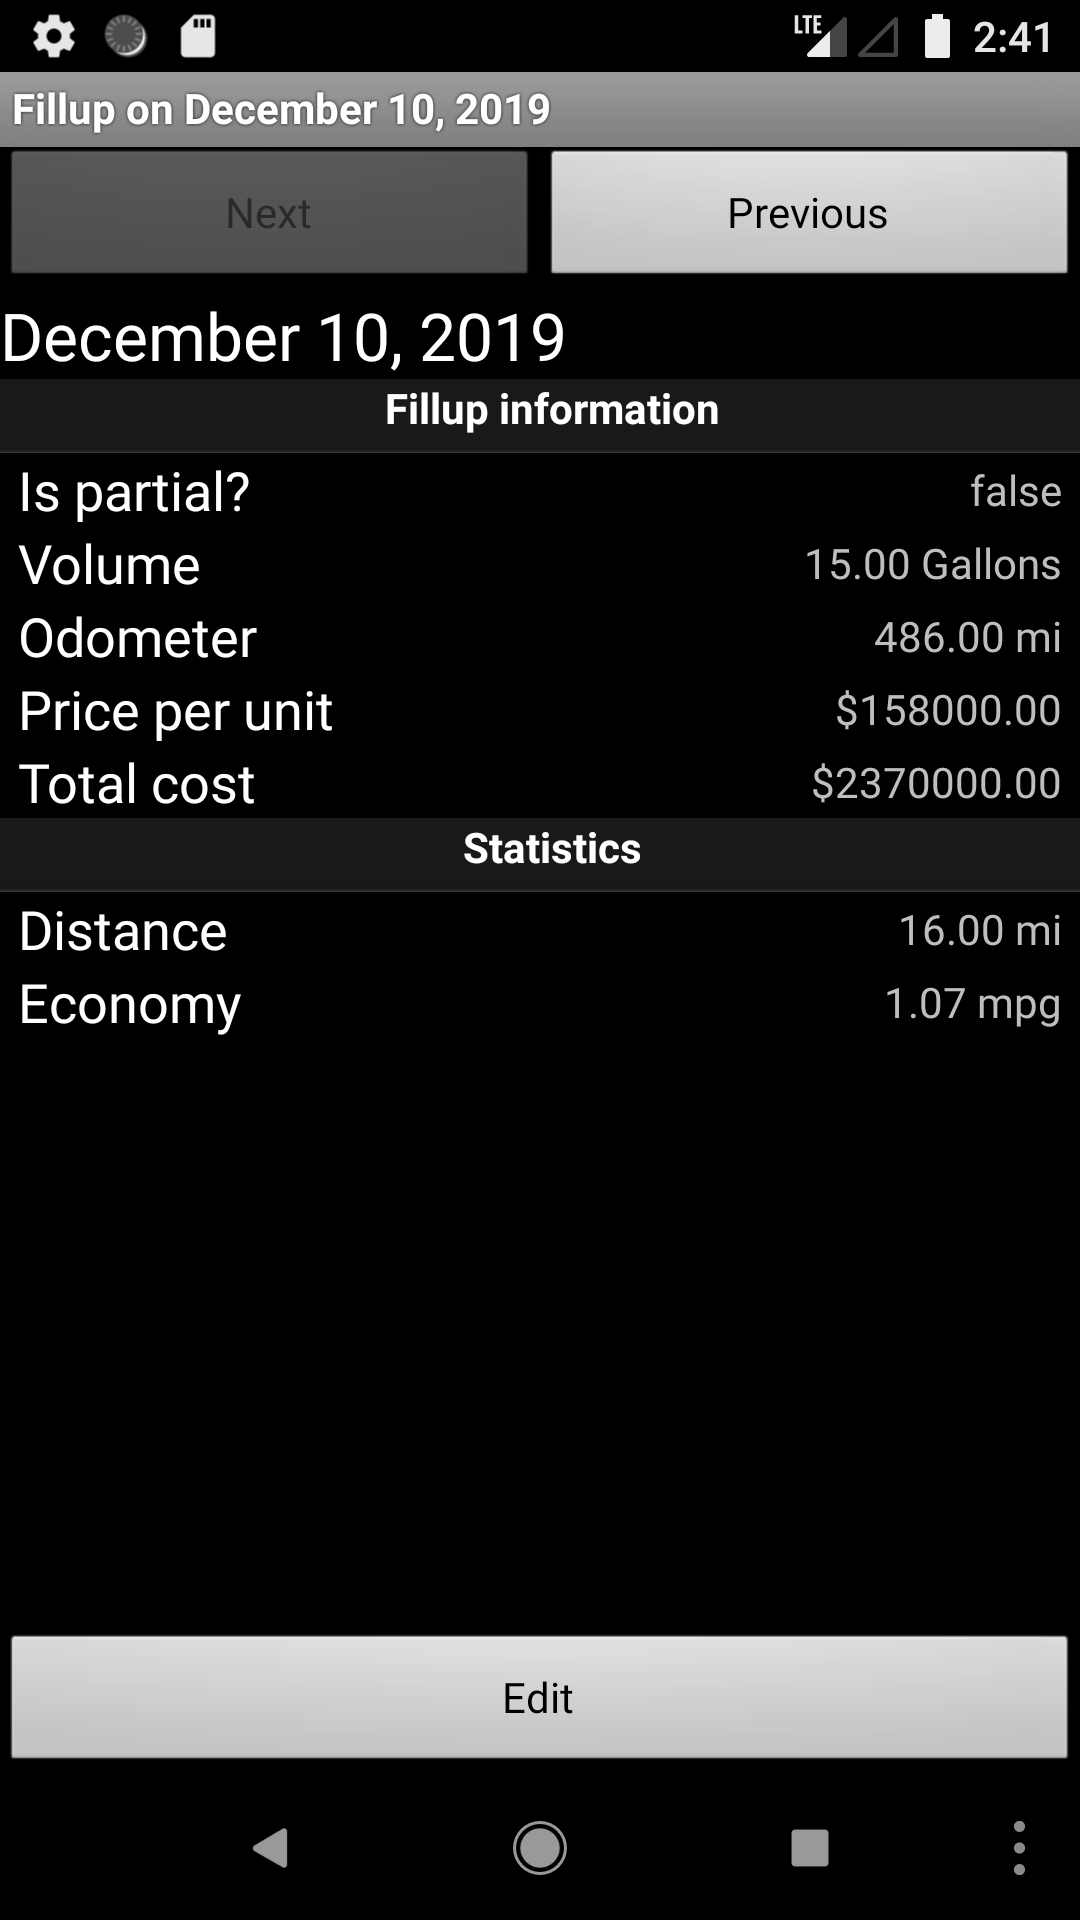 LTE 2:41
Fillup on December 10, 2019
Next Previous
December 10, 2019
Fillup information
Is partial? false
Volume 15.00 Gallons
Odometer 486.00 mi
Price per unit $158000.00
Total cost $2370000.00
Statistics
Distance 16.00 mi
Economy 1.07 mpg
Edit